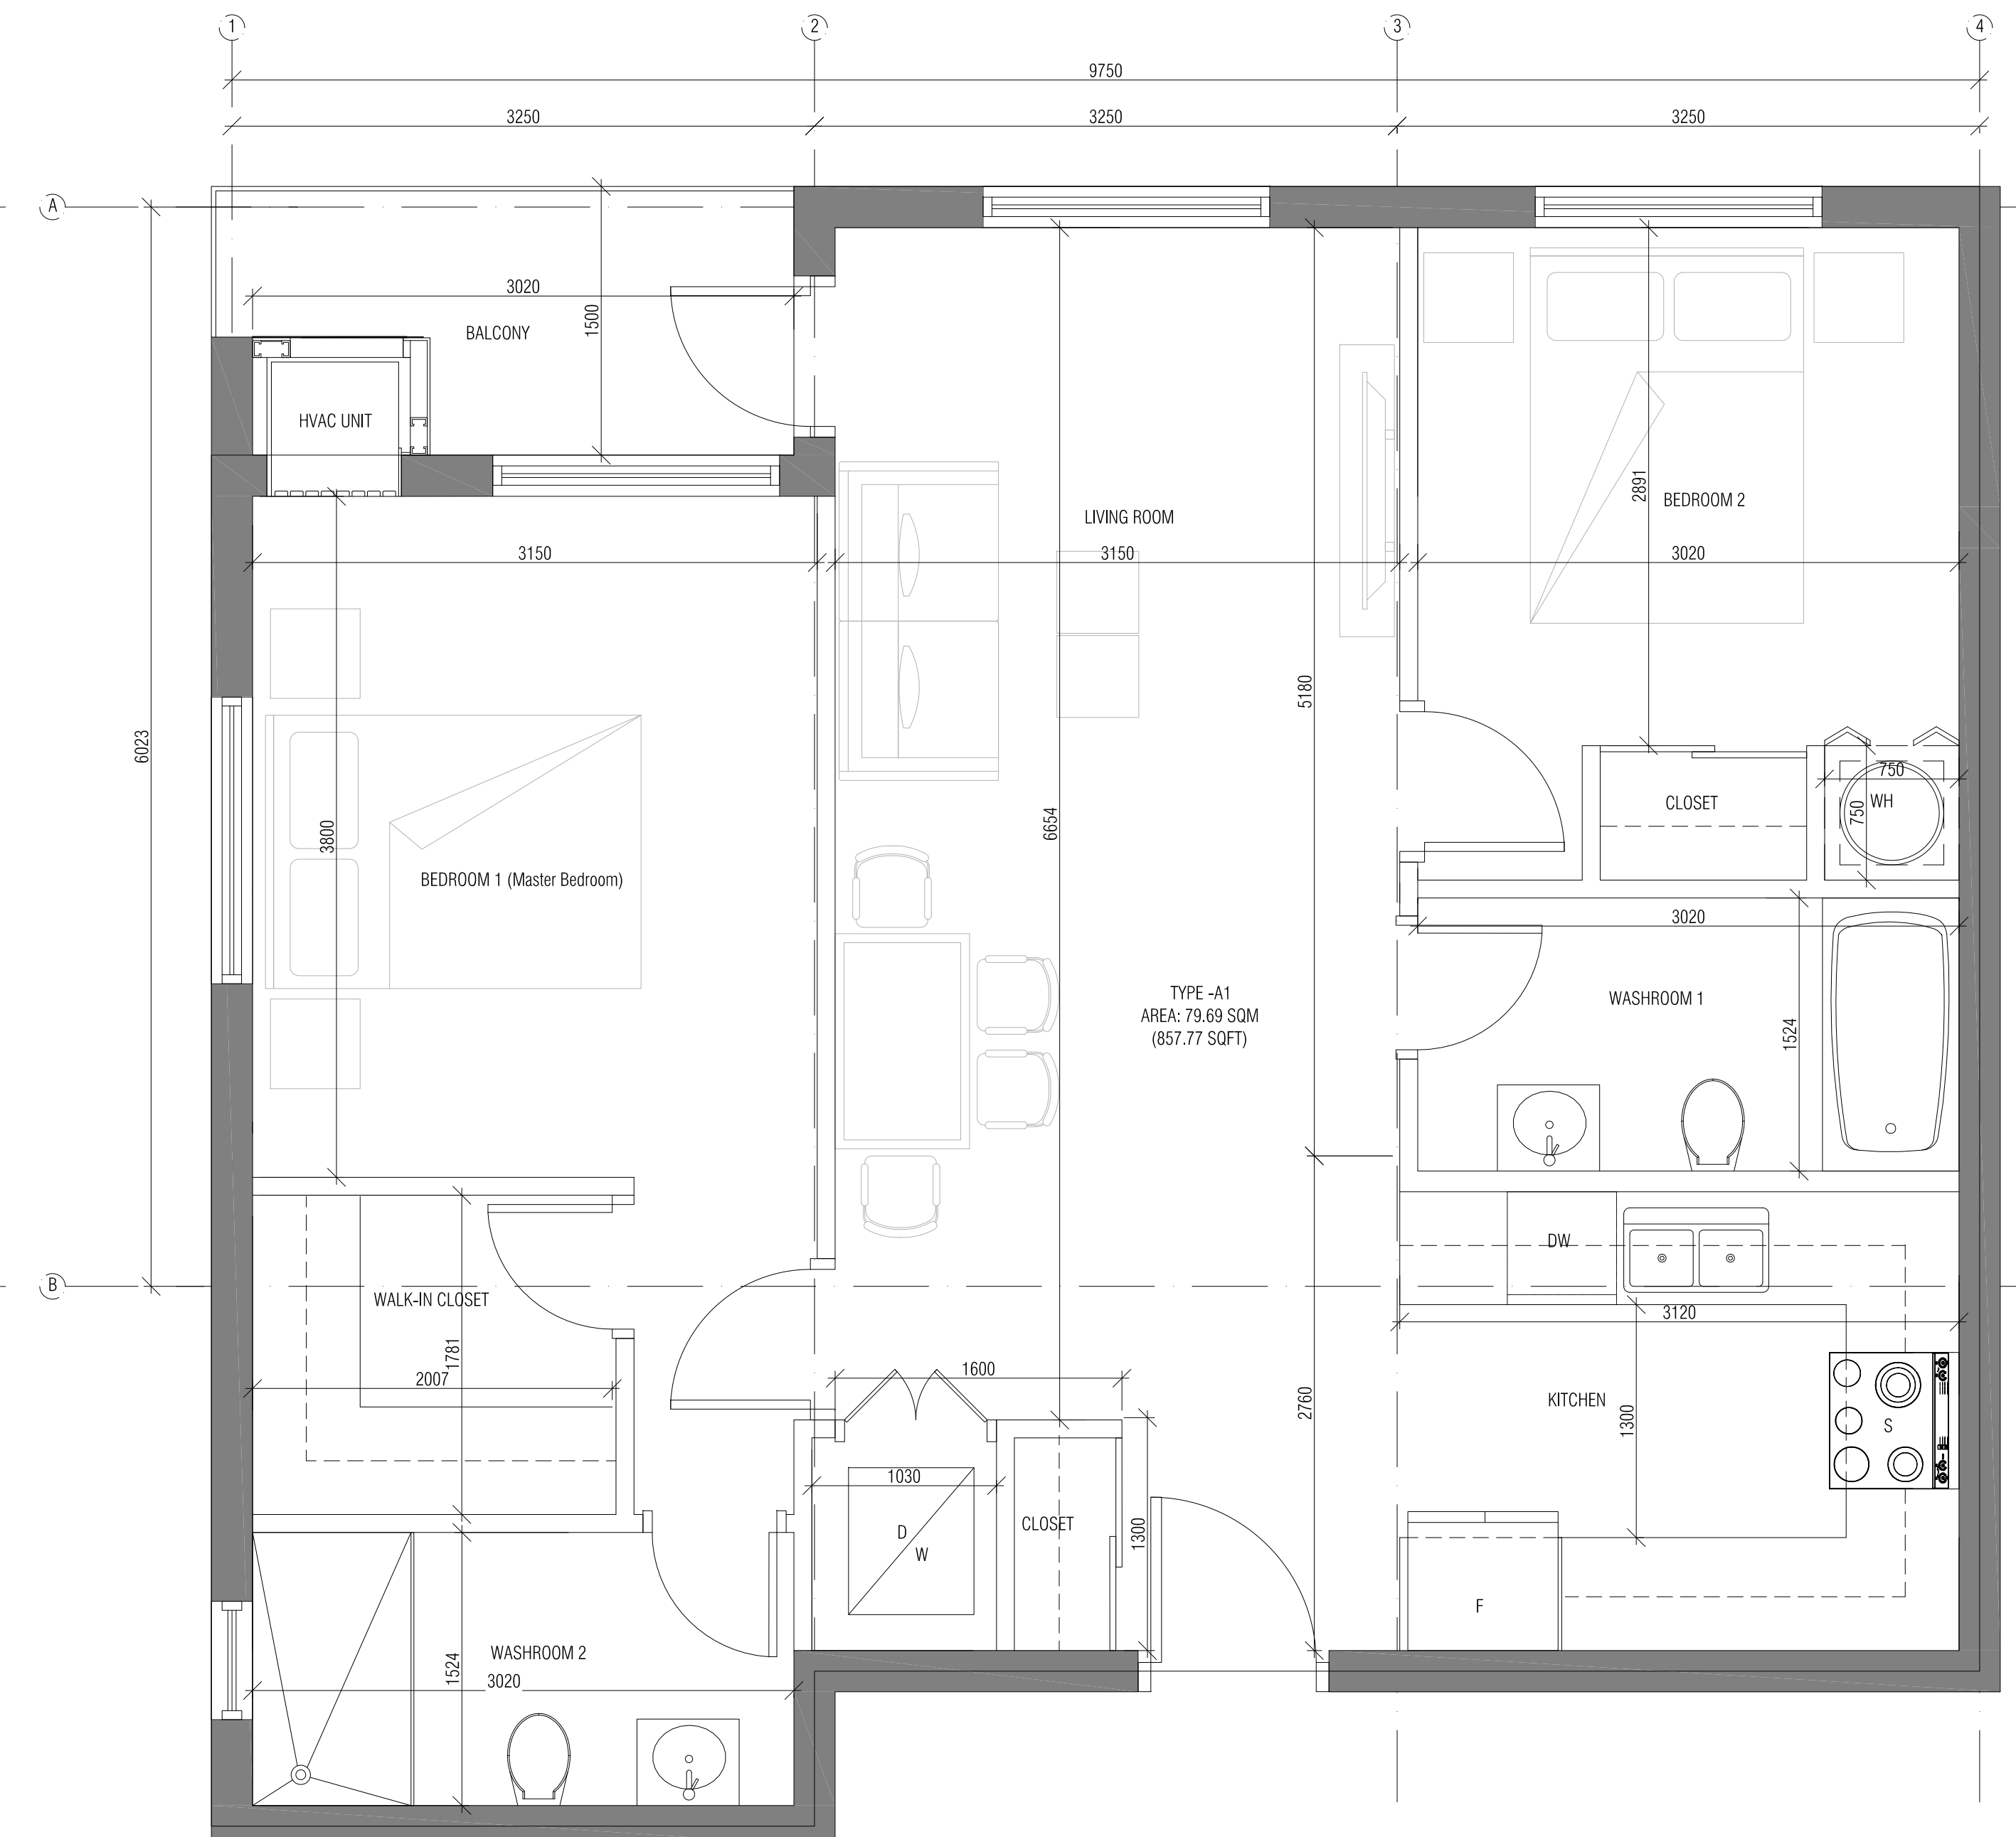 1
2
3
4
9750
3250
3250
3250
A
3020
1500
BALCONY
HVAC UNIT
2891
BEDROOM 2
LIVING ROOM
3150
3150
3020
5180
6023
3800
6654
750
CLOSET
750
WH
BEDROOM 1 (Master Bedroom)
3020
TYPE -A1
AREA: 79.69 SQM
(857.77 SQFT)
WASHROOM 1
1524
DW
B
WALK-IN CLOSET
1781
3120
2007
1600
2760
KITCHEN
1300
S
1030
CLOSET
1300
D
W
F
WASHROOM 2
1524
3020